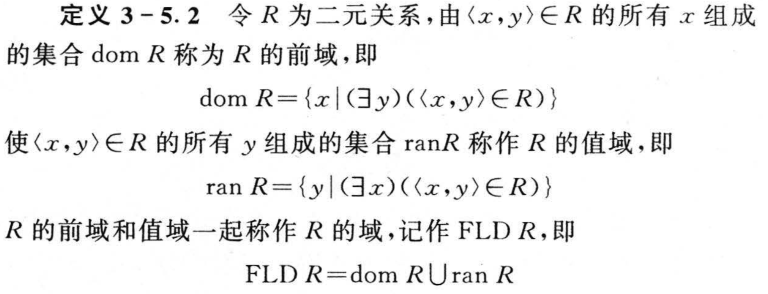 定义 3-5.2 令 R 为二元关系,由〈x,y〉∈R 的所有 x 组成
的集合 dom R 称为 R 的前域,即
dom R={x|(∃y)(〈x,y〉∈R)}
使〈x,y〉∈R 的所有 y 组成的集合 ranR 称作 R 的值域,即
ran R={y|(∃x)(〈x,y〉∈R)}
R 的前域和值域一起称作 R 的域,记作 FLD R,即
FLD R=dom R∪ran R